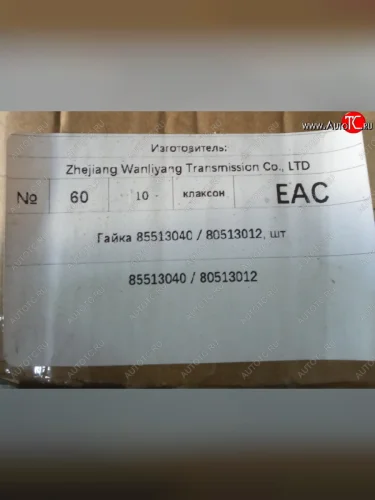 www.AutoTC.ru
Изготовитель:
Zhejiang Wanliyang Transmission Co., LTD
№ 60 10 - клаксон EAC
Гайка 85513040 / 80513012, шт
85513040 / 80513012